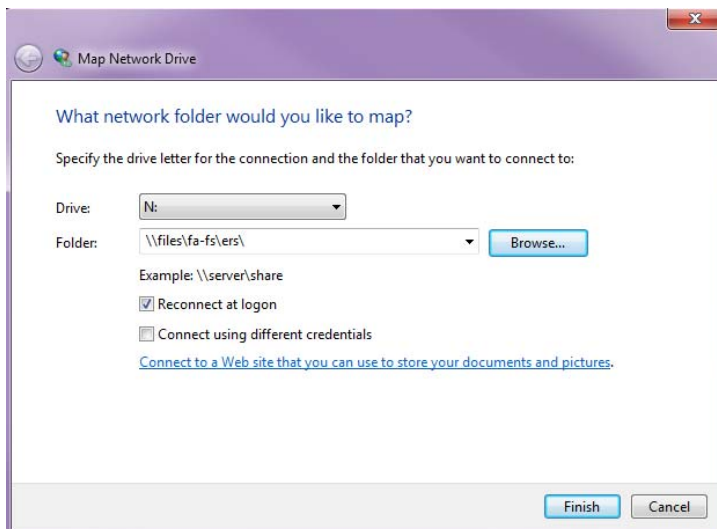 Map Network Drive
What network folder would you like to map?
Specify the drive letter for the connection and the folder that you want to connect to:
Drive: N:
Folder: \\files\fa-fs\ers\ Browse...
Example: \\server\share
Reconnect at logon
Connect using different credentials
Connect to a Web site that you can use to store your documents and pictures.
Finish Cancel